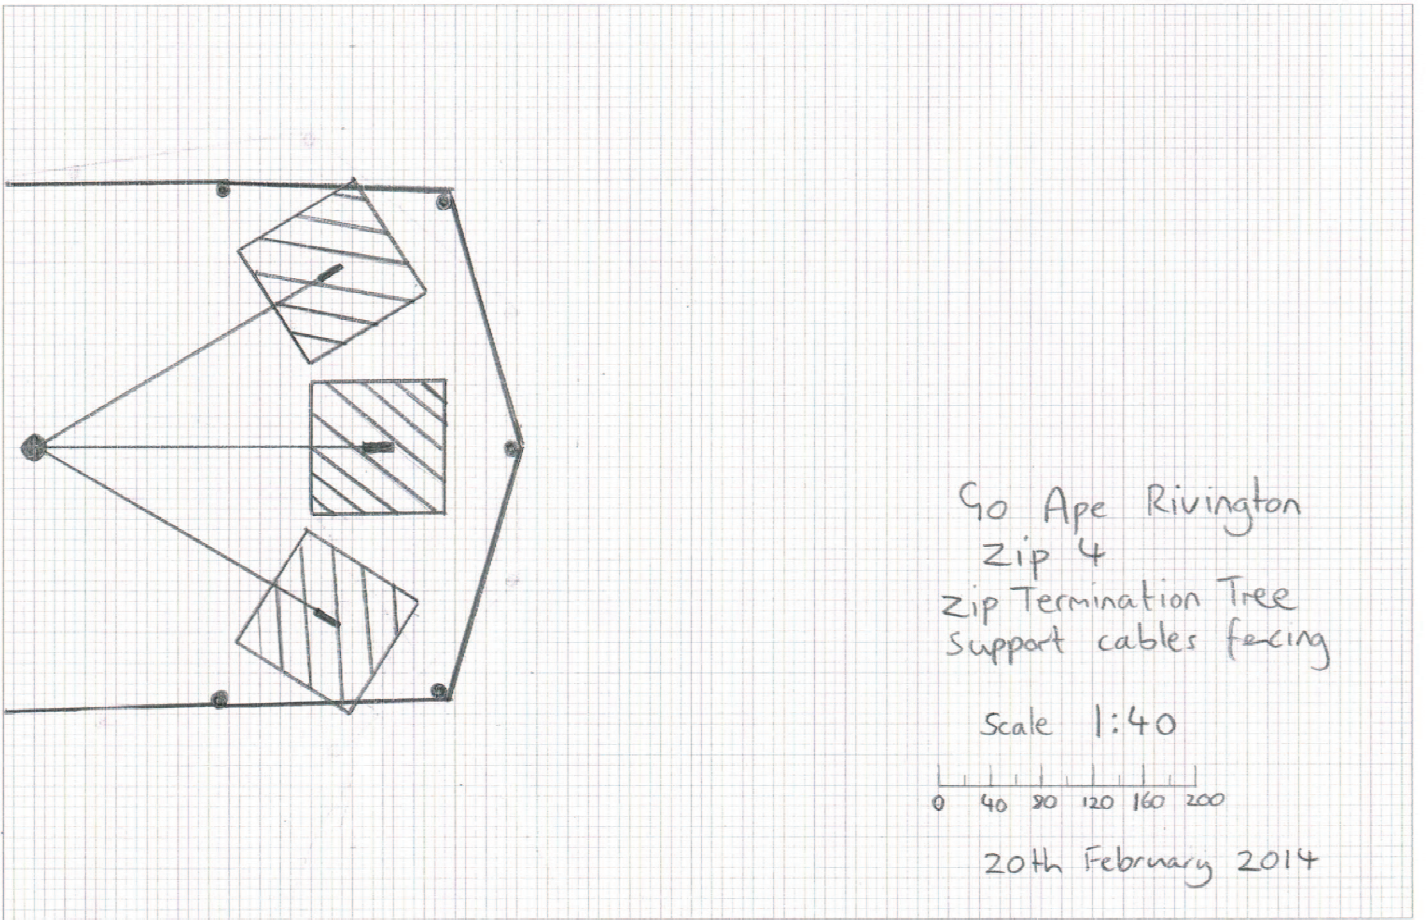 Go Ape Rivington
Zip 4
Zip Termination Tree
Support cables fencing
Scale 1:40
0 40 80 120 160 200
20th February 2014